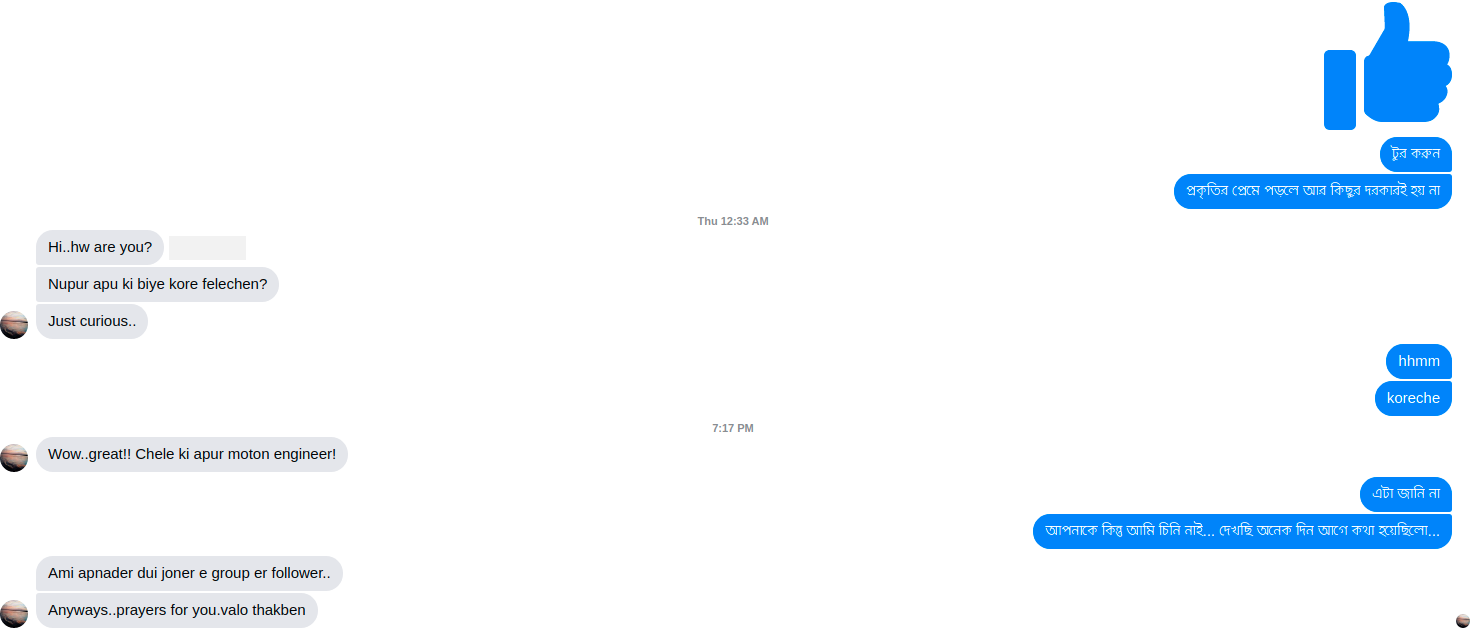 টুর করুন
প্রকৃতির প্রেমে পড়লে আর কিছুর দরকারই হয় না
Thu 12:33 AM
Hi..hw are you?
Nupur apu ki biye kore felechen?
Just curious..
hhmm
koreche
7:17 PM
Wow..great!! Chele ki apur moton engineer!
এটা জানি না
আপনাকে কিন্তু আমি চিনি নাই... দেখছি অনেক দিন আগে কথা হয়েছিলো...
Ami apnader dui joner e group er follower..
Anyways..prayers for you.valo thakben